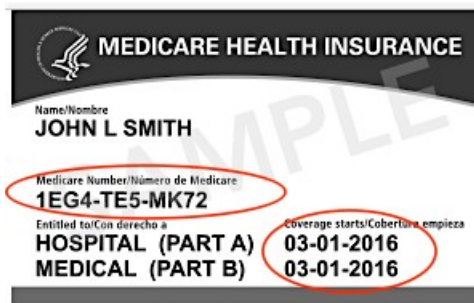 MEDICARE HEALTH INSURANCE
SAMPLE
Name/Nombre
JOHN L SMITH
Medicare Number/Número de Medicare
1EG4-TE5-MK72
Entitled to/Con derecho a Coverage starts/Cobertura empieza
HOSPITAL (PART A) 03-01-2016
MEDICAL (PART B) 03-01-2016